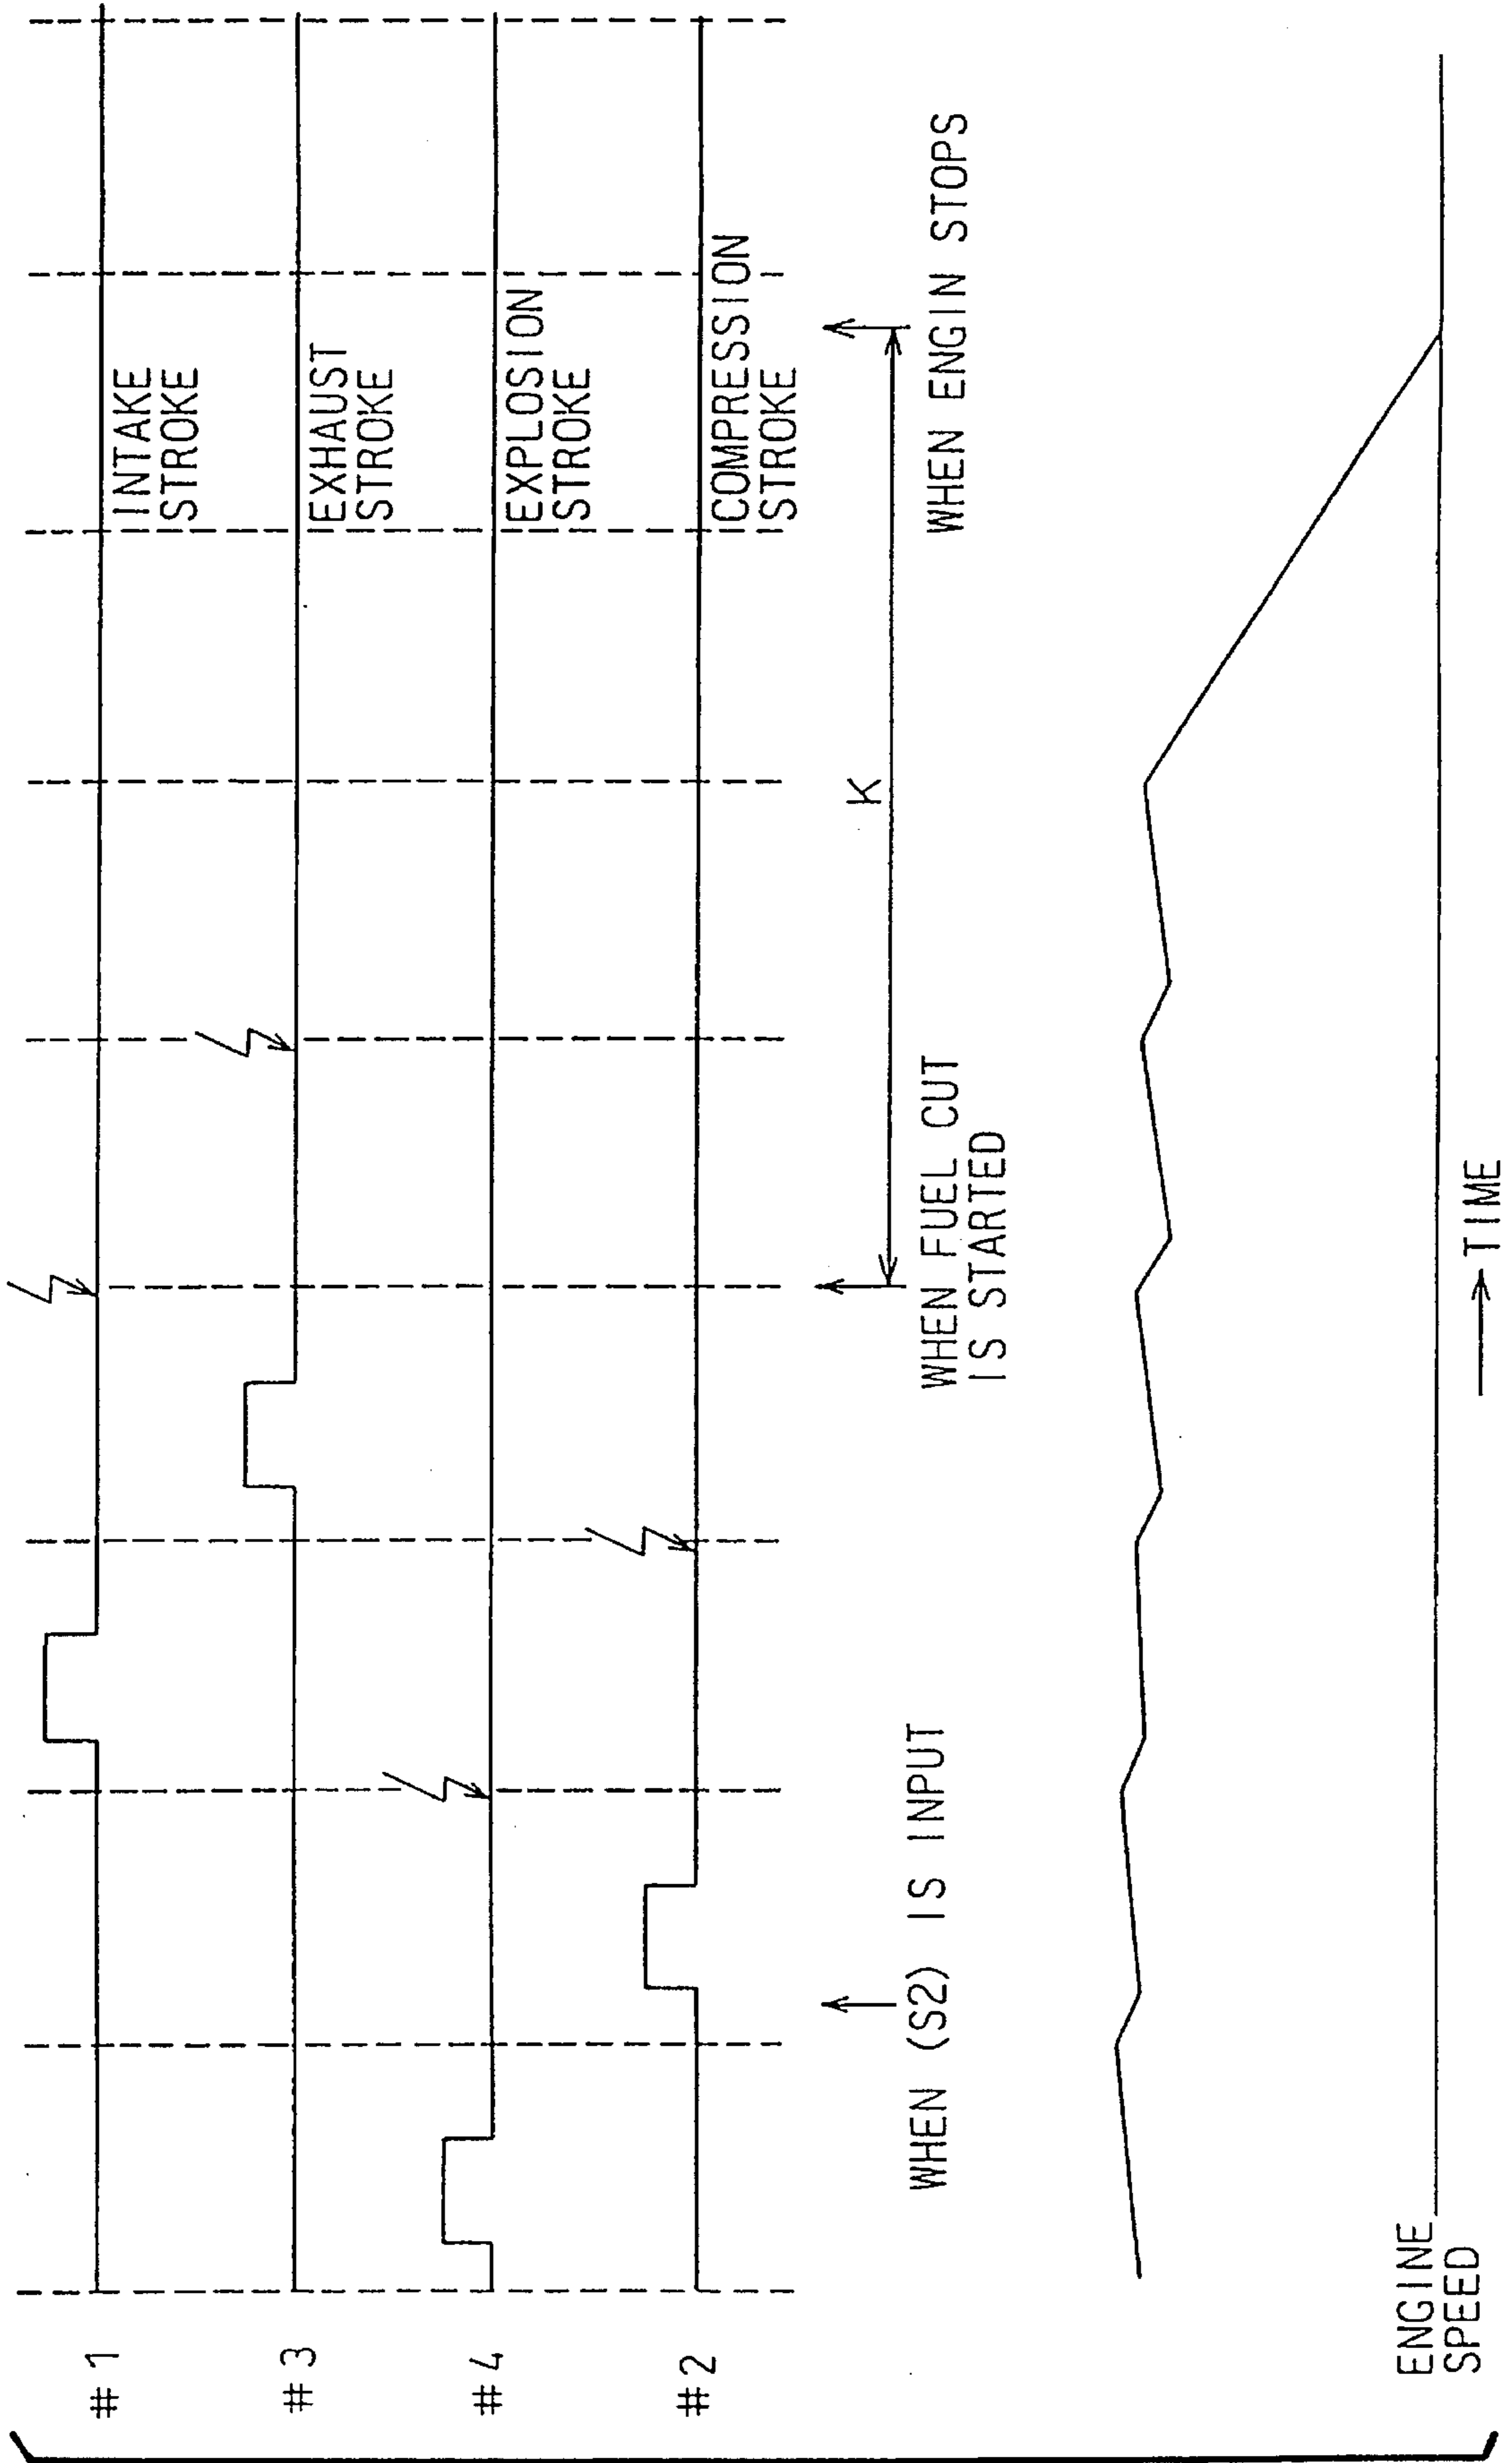 # 1
INTAKE
STROKE
# 3
EXHAUST
STROKE
# 4
EXPLOSION
STROKE
# 2
COMPRESSION
STROKE
K
WHEN (S2) IS INPUT
WHEN FUEL CUT
IS STARTED
WHEN ENGIN STOPS
ENGINE
SPEED
TIME